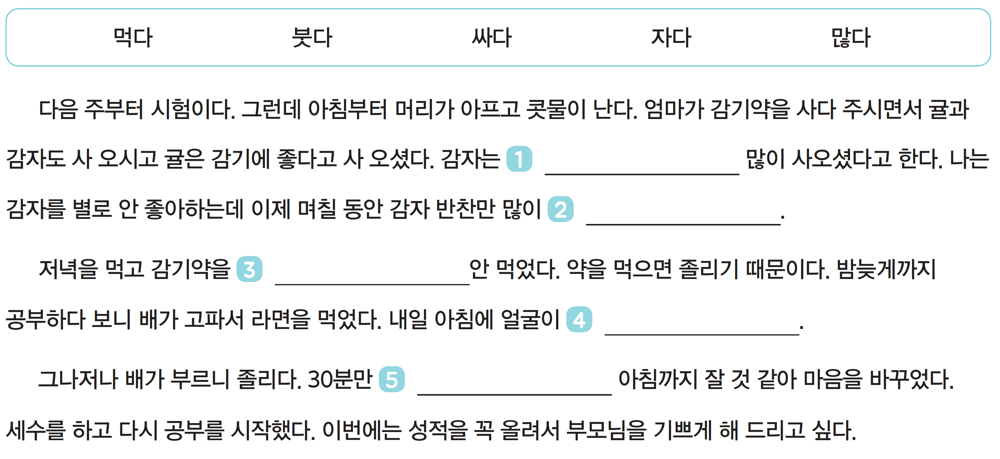 먹다 붓다 싸다 자다 많다
다음 주부터 시험이다. 그런데 아침부터 머리가 아프고 콧물이 난다. 엄마가 감기약을 사다 주시면서 귤과
감자도 사 오시고 귤은 감기에 좋다고 사 오셨다. 감자는 1 ________ 많이 사오셨다고 한다. 나는
감자를 별로 안 좋아하는데 이제 며칠 동안 감자 반찬만 많이 2 ________.
저녁을 먹고 감기약을 3 ________안 먹었다. 약을 먹으면 졸리기 때문이다. 밤늦게까지
공부하다 보니 배가 고파서 라면을 먹었다. 내일 아침에 얼굴이 4 ________.
그나저나 배가 부르니 졸리다. 30분만 5 ________ 아침까지 잘 것 같아 마음을 바꾸었다.
세수를 하고 다시 공부를 시작했다. 이번에는 성적을 꼭 올려서 부모님을 기쁘게 해 드리고 싶다.